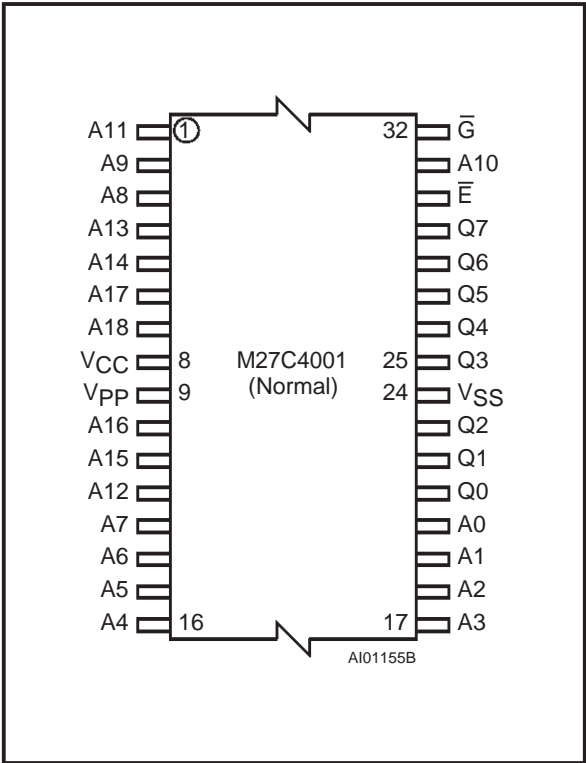 A11 1 32 G̅
A9 A10
A8 E̅
A13 Q7
A14 Q6
A17 Q5
A18 Q4
VCC 8 M27C4001 25 Q3
VPP 9 (Normal) 24 VSS
A16 Q2
A15 Q1
A12 Q0
A7 A0
A6 A1
A5 A2
A4 16 17 A3
AI01155B